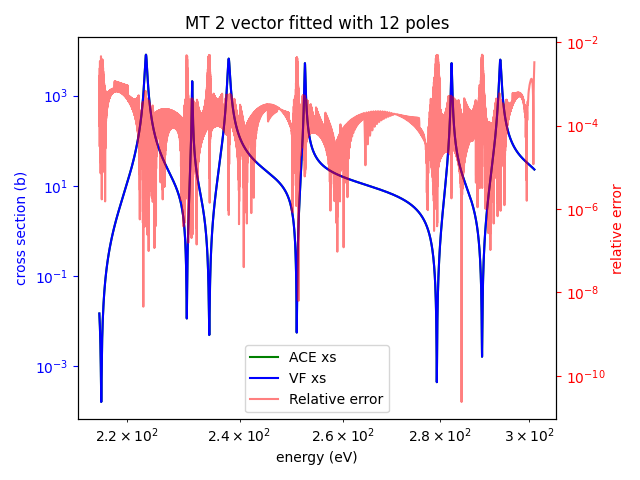 MT 2 vector fitted with 12 poles
cross section (b)
10³
10¹
10⁻¹
10⁻³
10⁻²
10⁻⁴
10⁻⁶
10⁻⁸
10⁻¹⁰
relative error
ACE xs
VF xs
Relative error
2.2 × 10² 2.4 × 10² 2.6 × 10² 2.8 × 10² 3 × 10²
energy (eV)